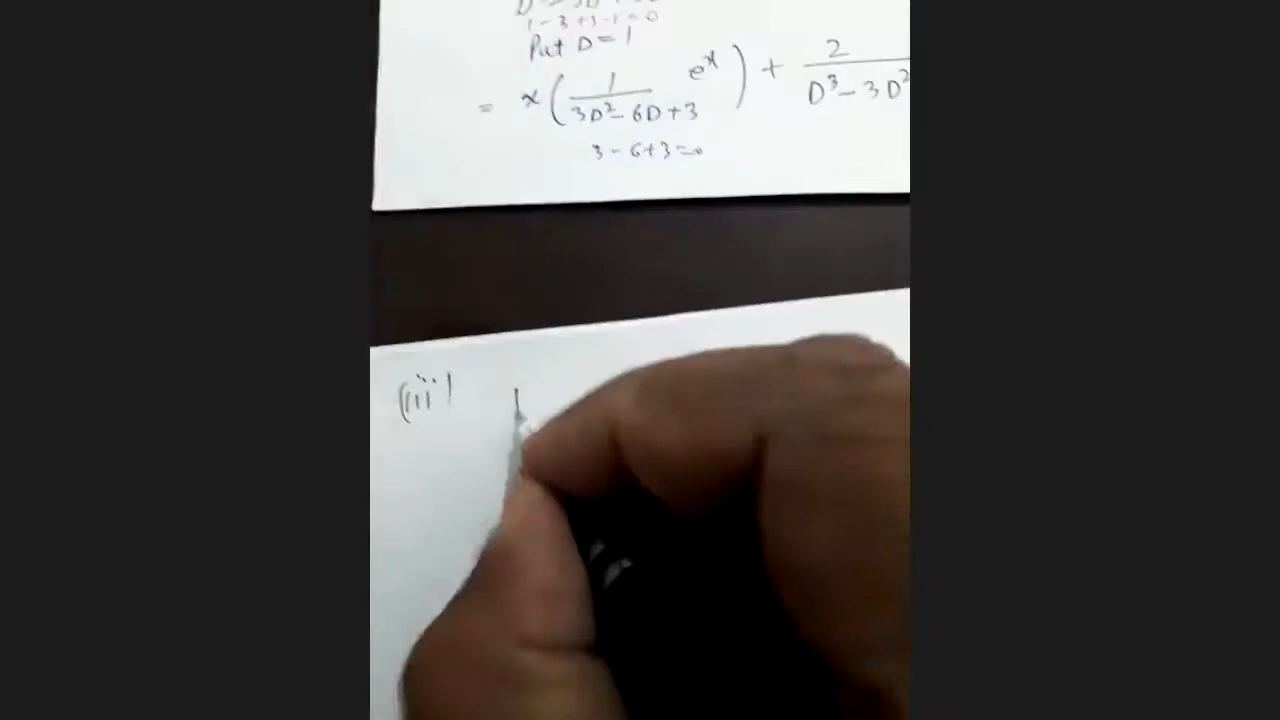 1 - 3 + 3 - 1 = 0
Put D = 1
= x ( 1 / 3D² - 6D + 3 eˣ ) + 2 / D³ - 3D²
3 - 6 + 3 = 0
(iii)